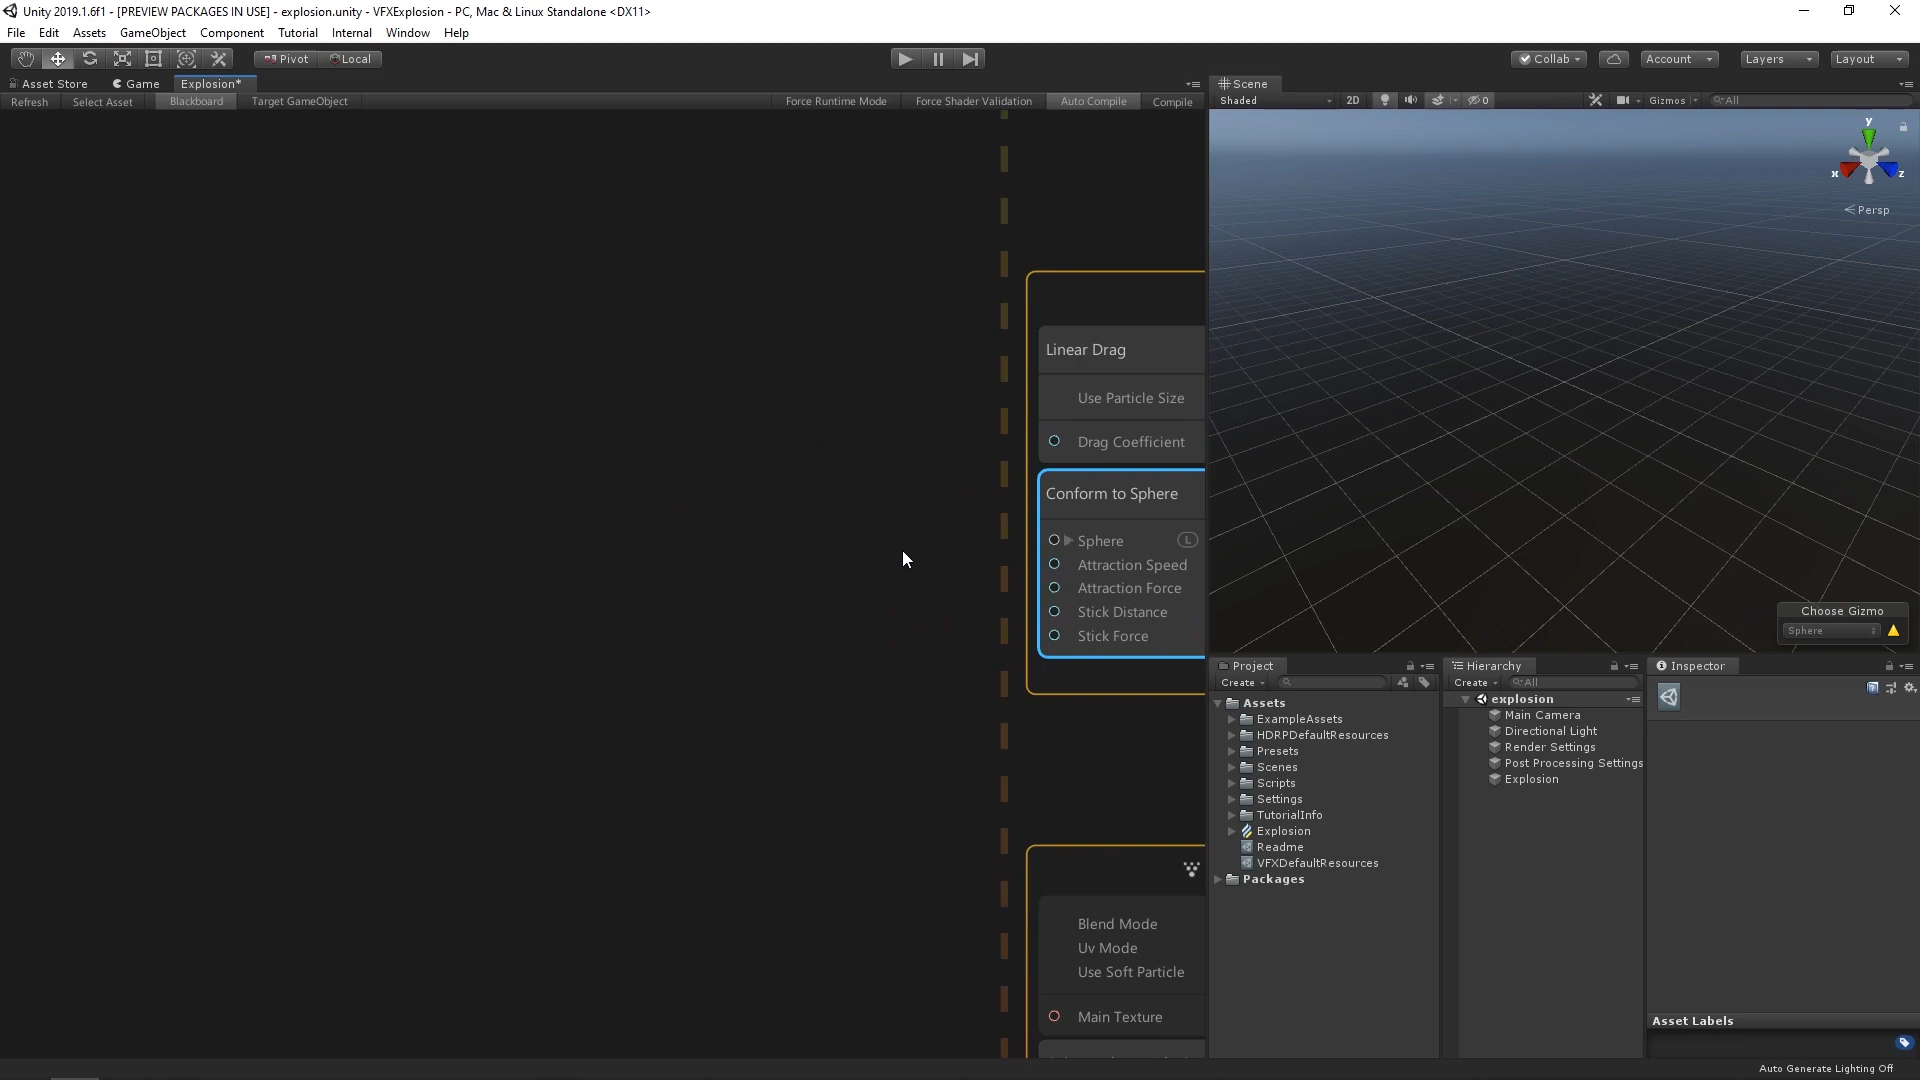 Unity 2019.1.6f1 - [PREVIEW PACKAGES IN USE] - explosion.unity - VFXExplosion - PC, Mac & Linux Standalone <DX11>
File Edit Assets GameObject Component Tutorial Internal Window Help
Pivot Local Collab Account Layers Layout
Asset Store Game Explosion* Scene
Refresh Select Asset Blackboard Target GameObject Force Runtime Mode Force Shader Validation Auto Compile Compile
Shaded 2D 0 Gizmos All
y
x z
Persp
Linear Drag
Use Particle Size
Drag Coefficient
Conform to Sphere
Sphere L
Attraction Speed
Attraction Force
Stick Distance
Stick Force
Blend Mode
Uv Mode
Use Soft Particle
Main Texture
Choose Gizmo
Sphere
Project
Create
Assets
ExampleAssets
HDRPDefaultResources
Presets
Scenes
Scripts
Settings
TutorialInfo
Explosion
Readme
VFXDefaultResources
Packages
Hierarchy
Create All
explosion
Main Camera
Directional Light
Render Settings
Post Processing Settings
Explosion
Inspector
Asset Labels
Auto Generate Lighting Off